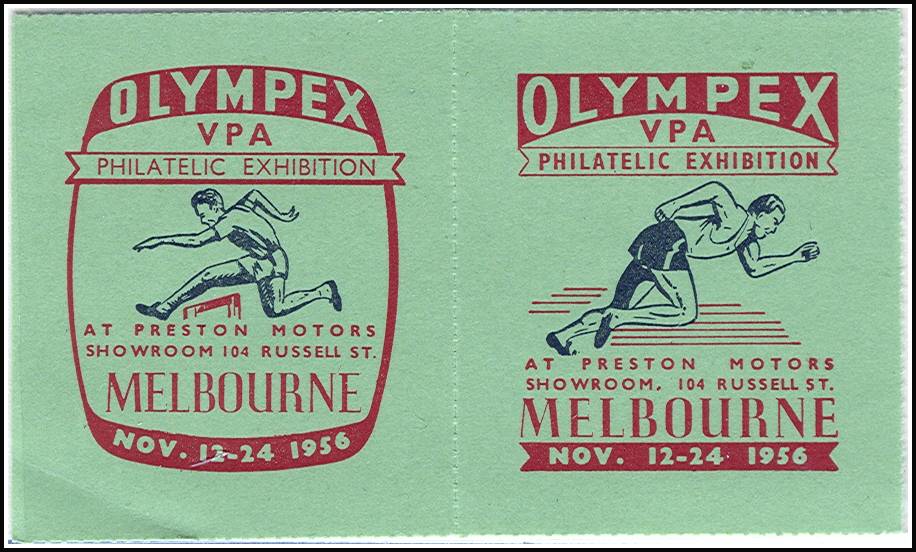 OLYMPEX
VPA
PHILATELIC EXHIBITION
AT PRESTON MOTORS
SHOWROOM 104 RUSSELL ST.
MELBOURNE
NOV. 12-24 1956
OLYMPEX
VPA
PHILATELIC EXHIBITION
AT PRESTON MOTORS
SHOWROOM, 104 RUSSELL ST.
MELBOURNE
NOV. 12-24 1956